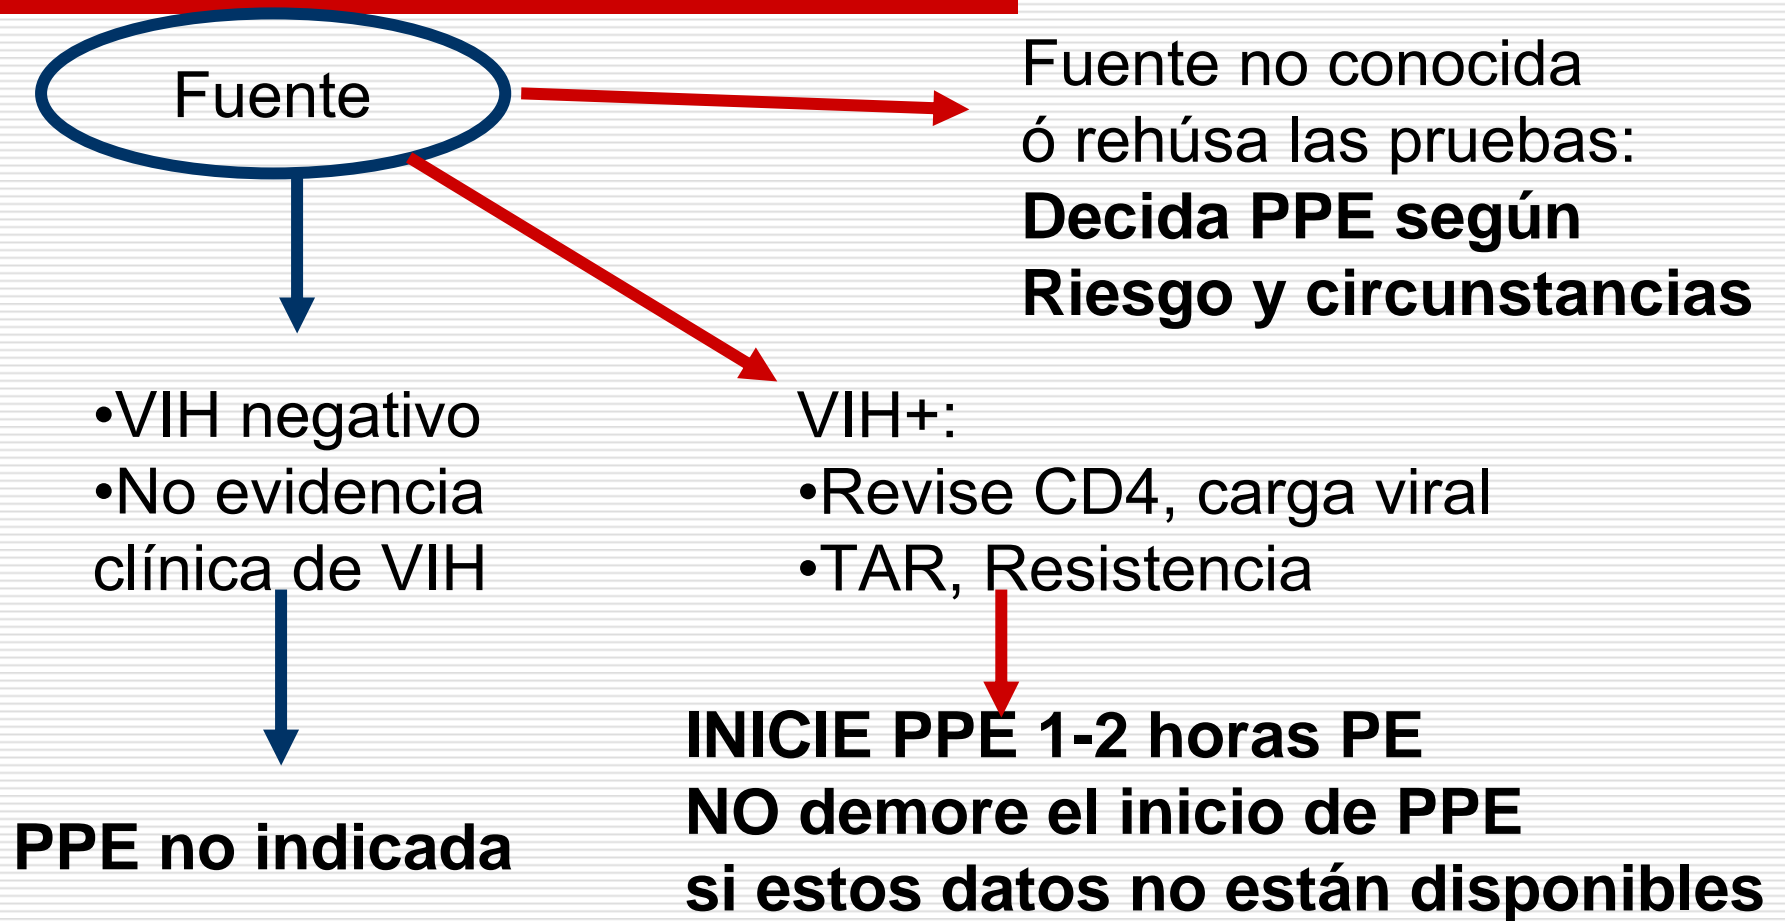 Fuente
Fuente no conocida
ó rehúsa las pruebas:
Decida PPE según
Riesgo y circunstancias
•VIH negativo
•No evidencia
clínica de VIH
VIH+:
•Revise CD4, carga viral
•TAR, Resistencia
PPE no indicada
INICIE PPE 1-2 horas PE
NO demore el inicio de PPE
si estos datos no están disponibles